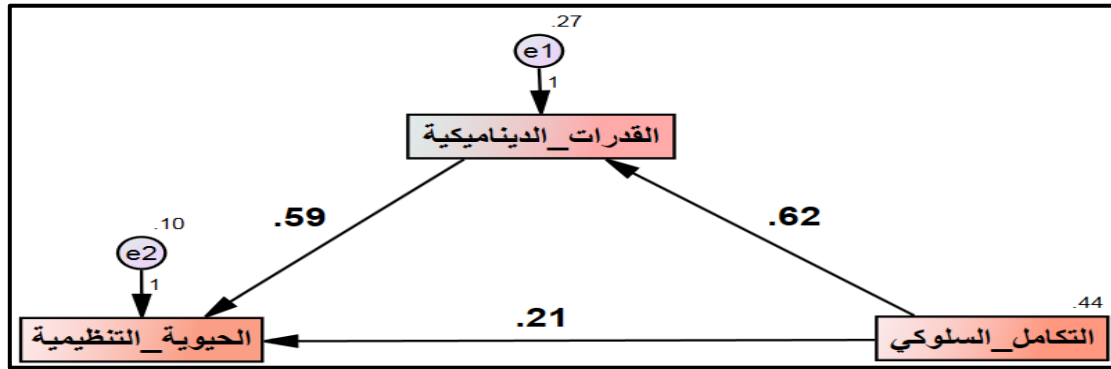 .27
e1
1
القدرات_الديناميكية
.59
.62
.10
e2
1
.21
.44
الحيوية_التنظيمية
التكامل_السلوكي